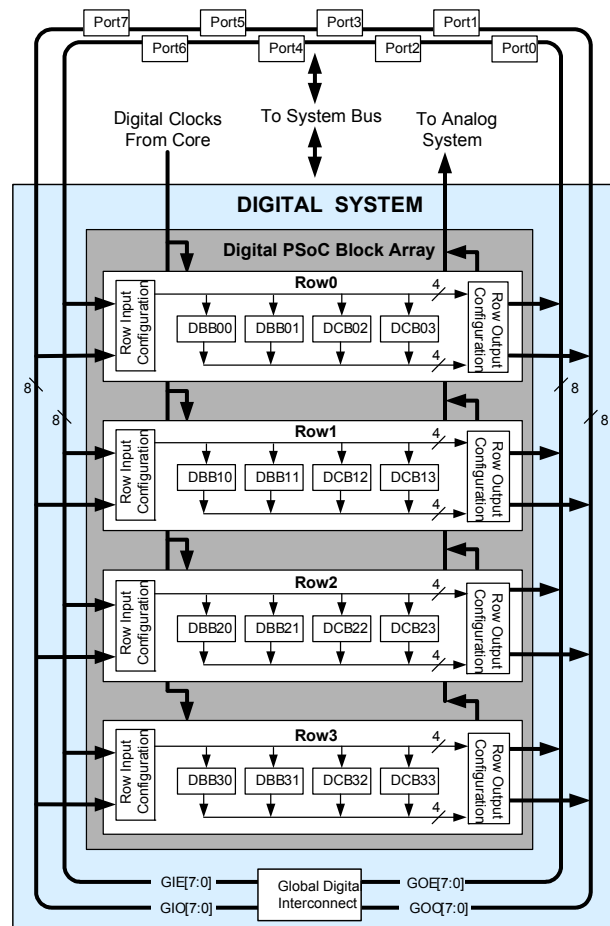 Port7 Port5 Port3 Port1
Port6 Port4 Port2 Port0
Digital Clocks
From Core
To System Bus
To Analog
System
DIGITAL SYSTEM
Digital PSoC Block Array
Row0
4
Row Input
Configuration
DBB00 DBB01 DCB02 DCB03
4
Row Output
Configuration
8
8
8
8
Row1
4
Row Input
Configuration
DBB10 DBB11 DCB12 DCB13
4
Row Output
Configuration
Row2
4
Row Input
Configuration
DBB20 DBB21 DCB22 DCB23
4
Row Output
Configuration
Row3
4
Row Input
Configuration
DBB30 DBB31 DCB32 DCB33
4
Row Output
Configuration
GIE[7:0]
GIO[7:0]
Global Digital
Interconnect
GOE[7:0]
GOO[7:0]